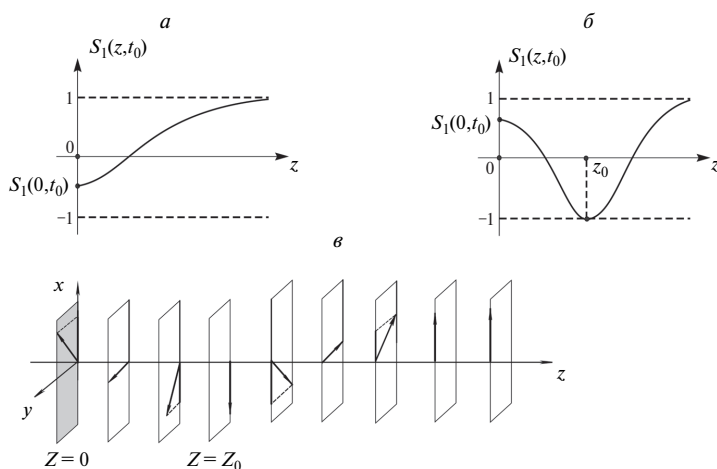 а
б
S₁(z,t₀)
1
0
z
S₁(0,t₀)
−1
S₁(z,t₀)
1
S₁(0,t₀)
0
z₀
z
−1
в
x
y
z
Z = 0
Z = Z₀